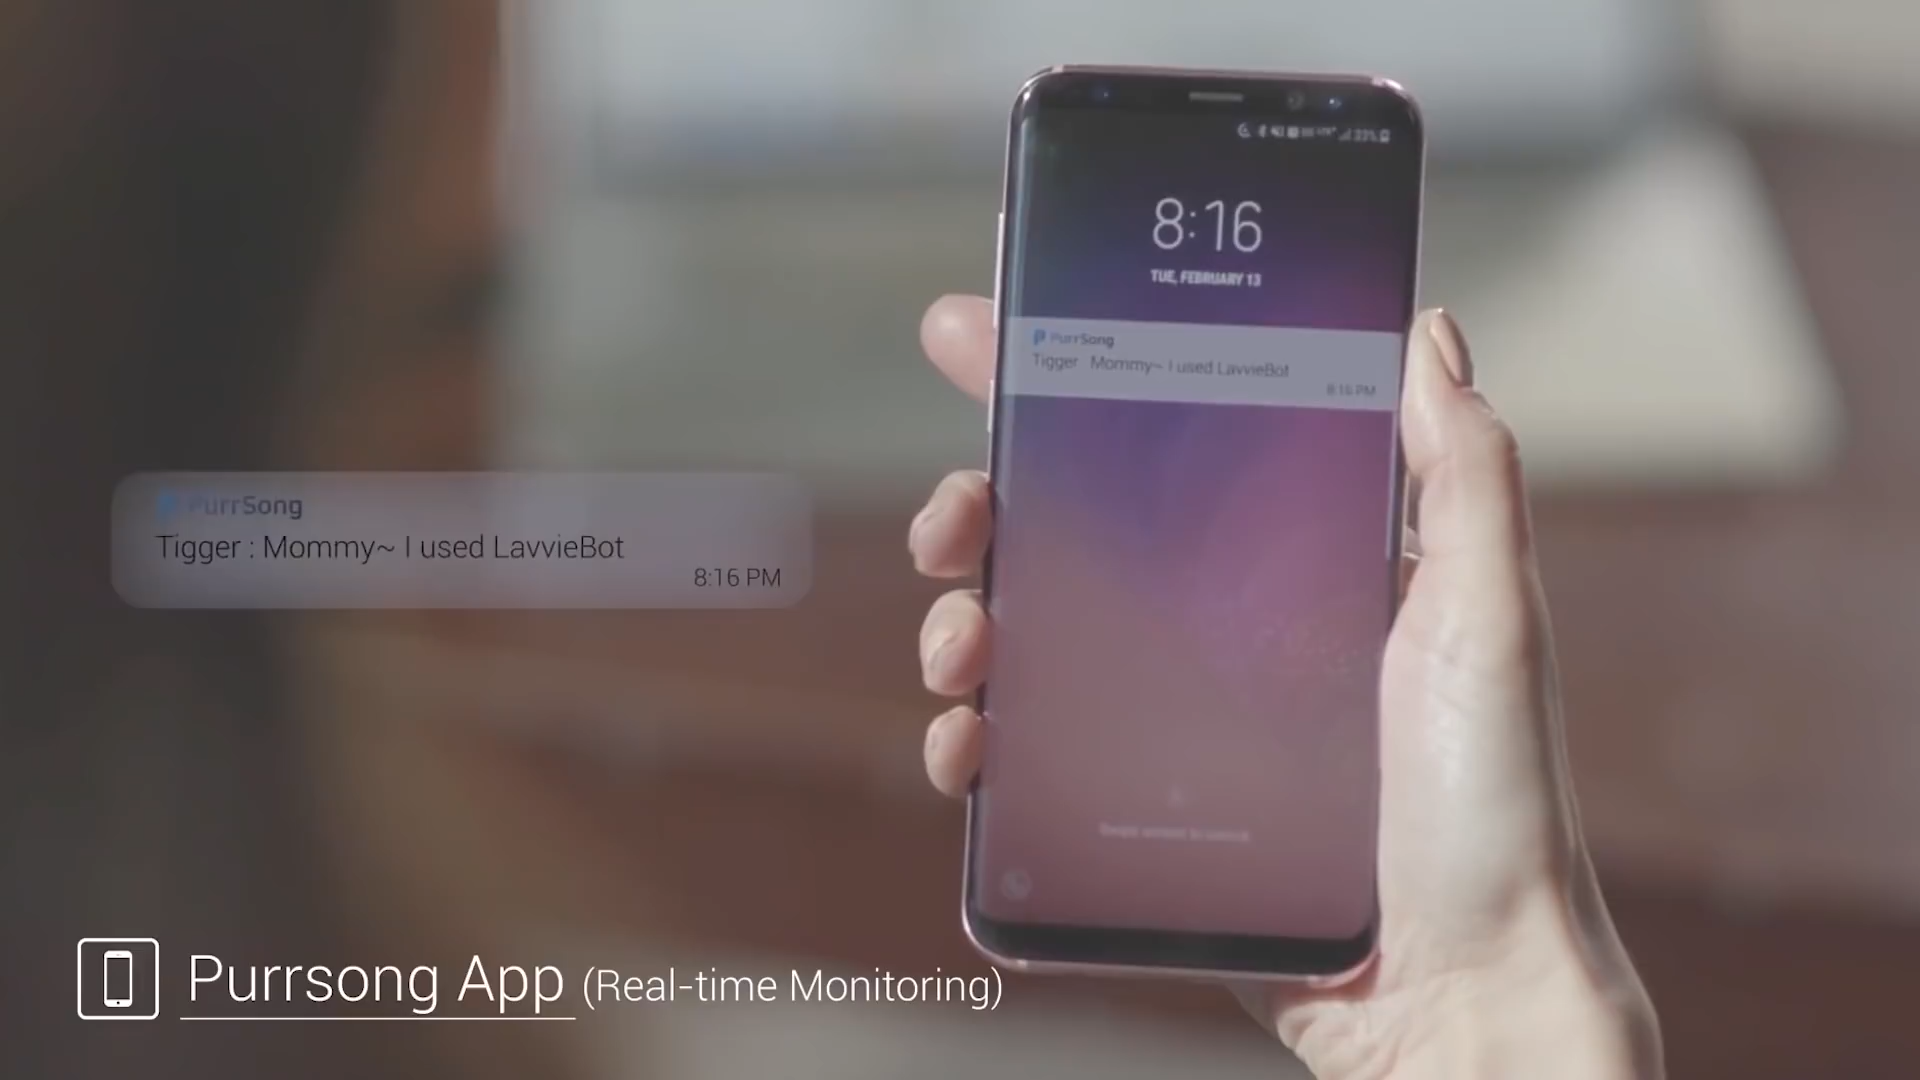 33%
8:16
TUE, FEBRUARY 13
PurrSong
Tigger Mommy~ I used LavvieBot
8:16 PM
PurrSong
Tigger : Mommy~ I used LavvieBot
8:16 PM
Purrsong App (Real-time Monitoring)